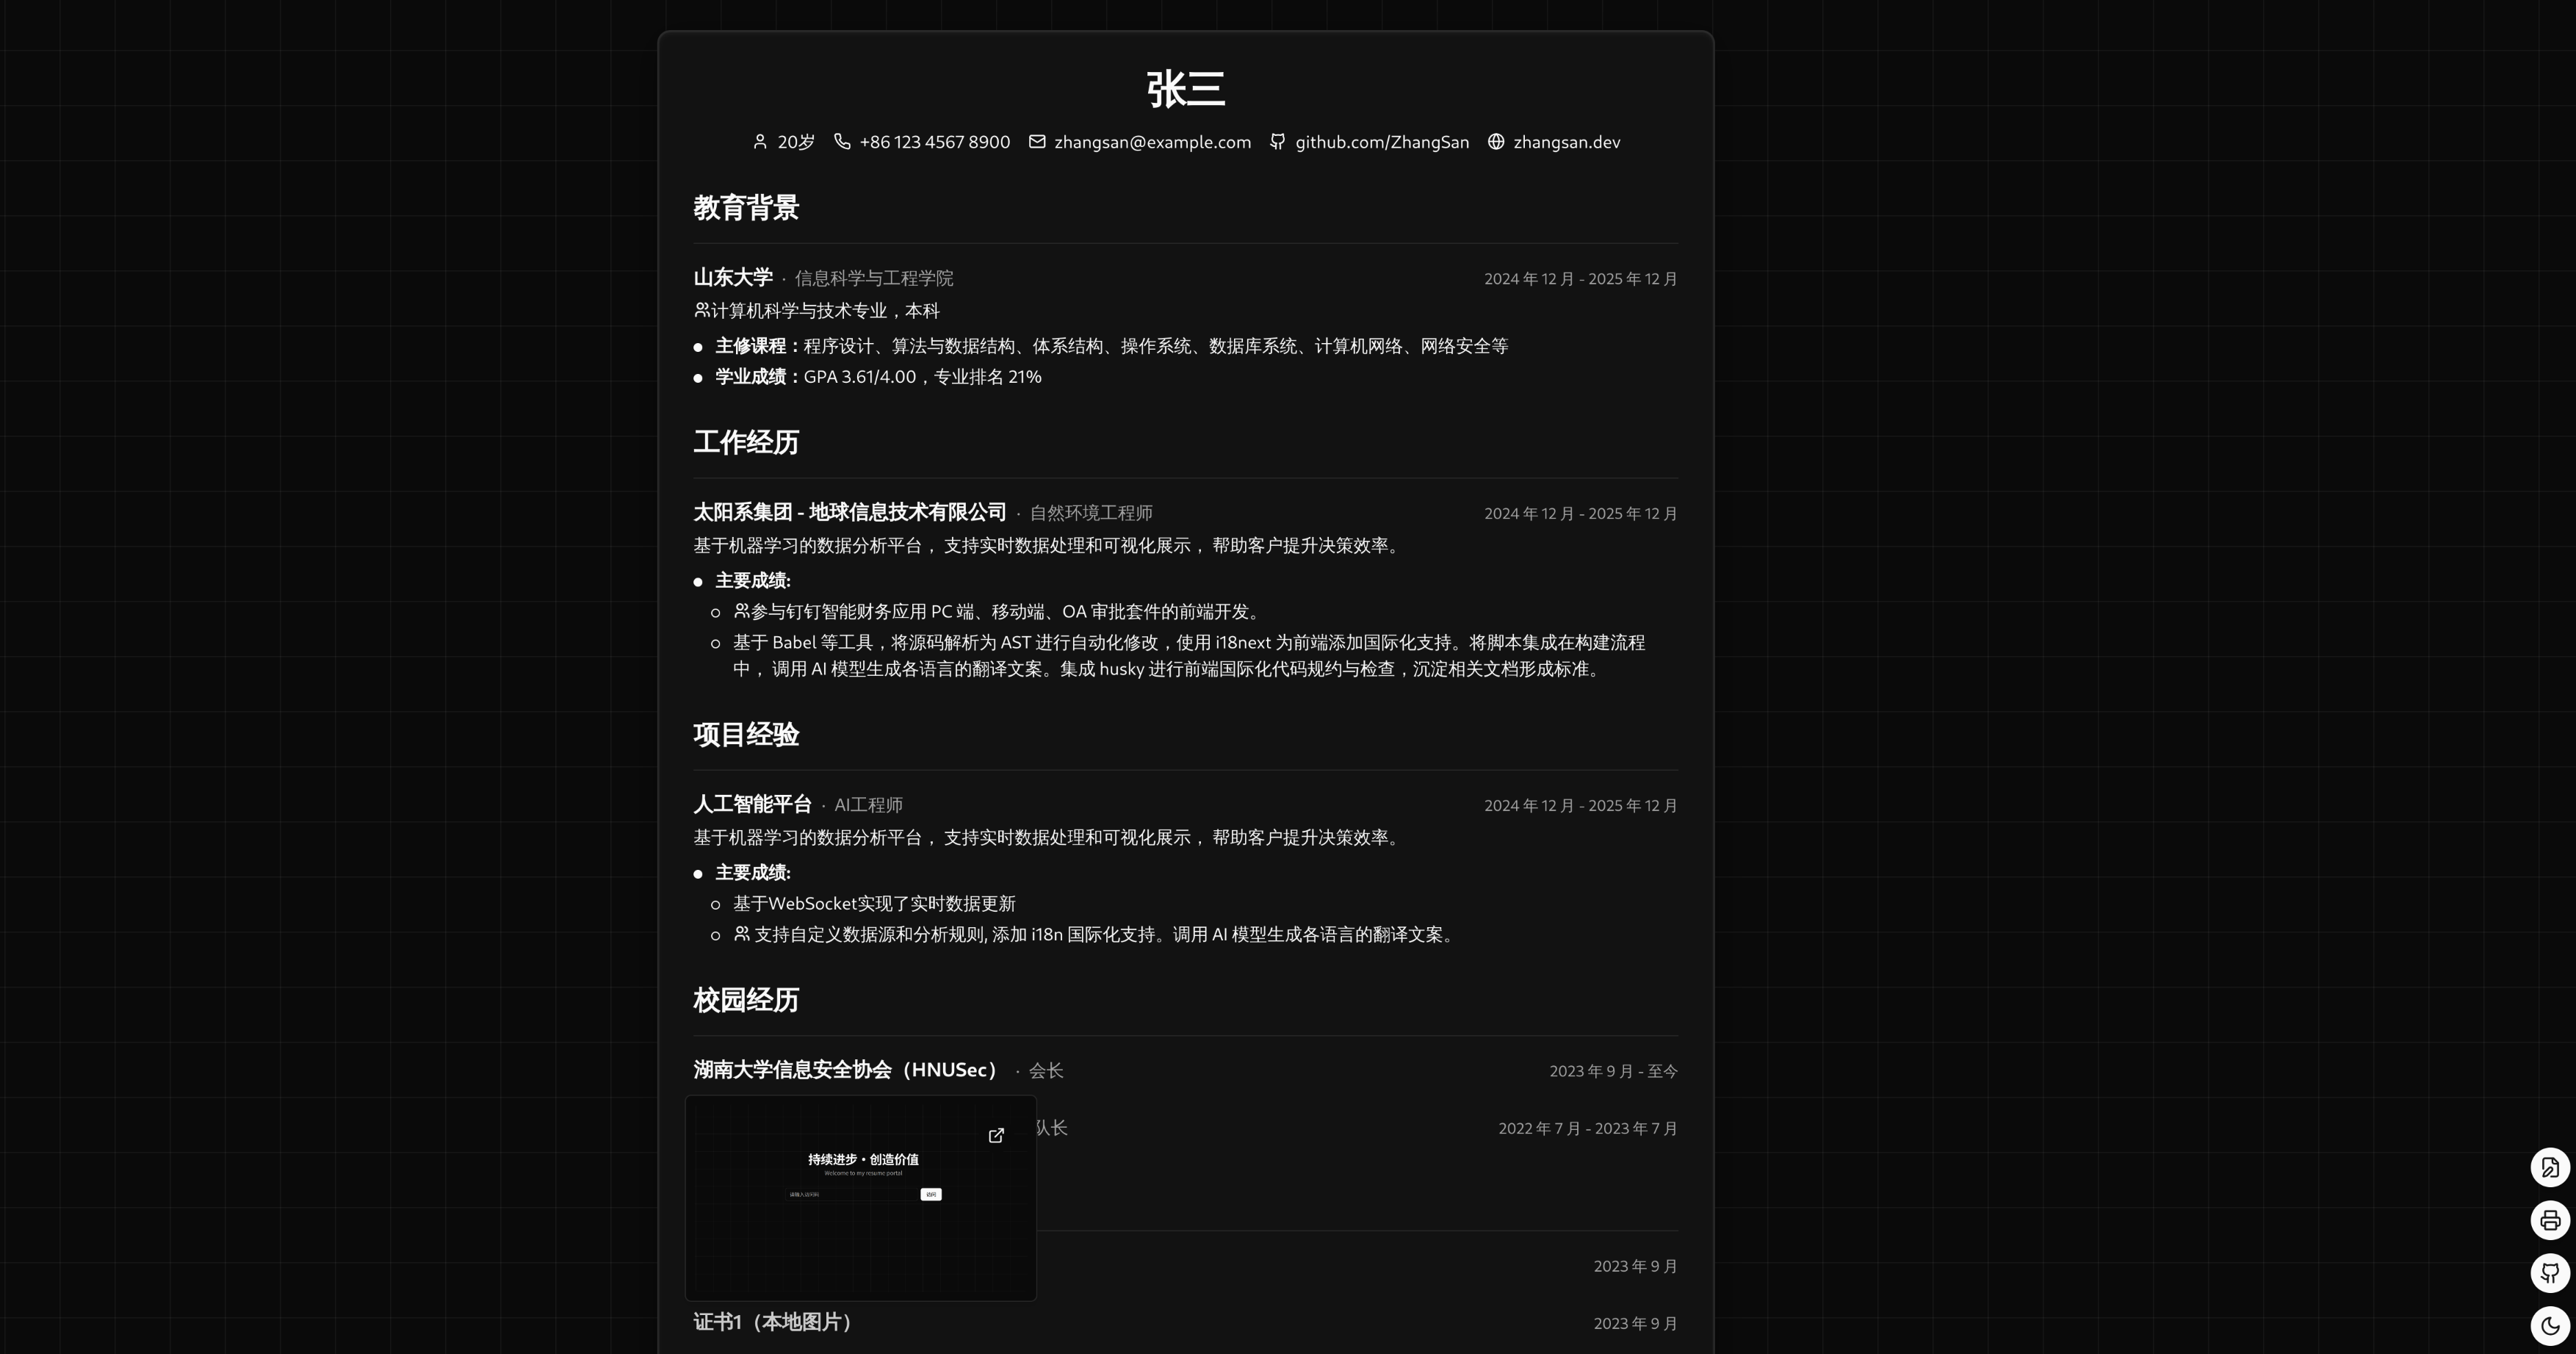 张三
20岁 +86 123 4567 8900 zhangsan@example.com github.com/ZhangSan zhangsan.dev
教育背景
山东大学 · 信息科学与工程学院 2024 年 12 月 - 2025 年 12 月
计算机科学与技术专业，本科
主修课程：程序设计、算法与数据结构、体系结构、操作系统、数据库系统、计算机网络、网络安全等
学业成绩：GPA 3.61/4.00，专业排名 21%
工作经历
太阳系集团 - 地球信息技术有限公司 · 自然环境工程师 2024 年 12 月 - 2025 年 12 月
基于机器学习的数据分析平台， 支持实时数据处理和可视化展示， 帮助客户提升决策效率。
主要成绩:
参与钉钉智能财务应用 PC 端、移动端、OA 审批套件的前端开发。
基于 Babel 等工具，将源码解析为 AST 进行自动化修改，使用 i18next 为前端添加国际化支持。将脚本集成在构建流程
中， 调用 AI 模型生成各语言的翻译文案。集成 husky 进行前端国际化代码规约与检查，沉淀相关文档形成标准。
项目经验
人工智能平台 · AI工程师 2024 年 12 月 - 2025 年 12 月
基于机器学习的数据分析平台， 支持实时数据处理和可视化展示， 帮助客户提升决策效率。
主要成绩:
基于WebSocket实现了实时数据更新
支持自定义数据源和分析规则, 添加 i18n 国际化支持。调用 AI 模型生成各语言的翻译文案。
校园经历
湖南大学信息安全协会（HNUSec） · 会长 2023 年 9 月 - 至今
队长 2022 年 7 月 - 2023 年 7 月
持续进步・创造价值
Welcome to my resume portal
请输入访问码 访问
2023 年 9 月
证书1（本地图片） 2023 年 9 月